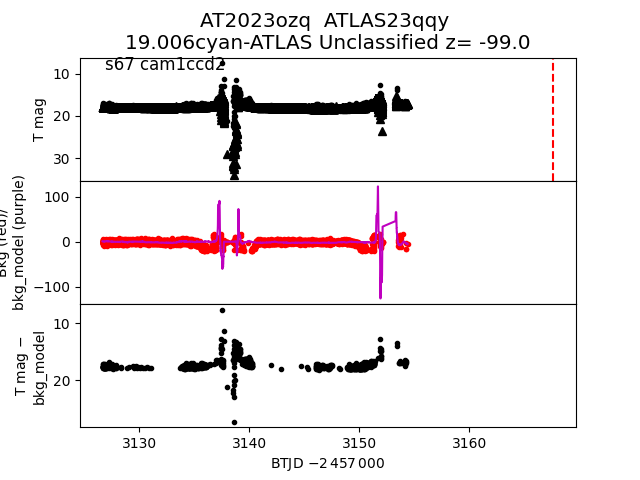 AT2023ozq  ATLAS23qqy
19.006cyan-ATLAS Unclassified z= -99.0
s67 cam1ccd2
10
20
30
T mag
100
0
−100
Bkg (red)/
bkg_model (purple)
10
20
T mag −
bkg_model
3130
3140
3150
3160
BTJD −2 457 000